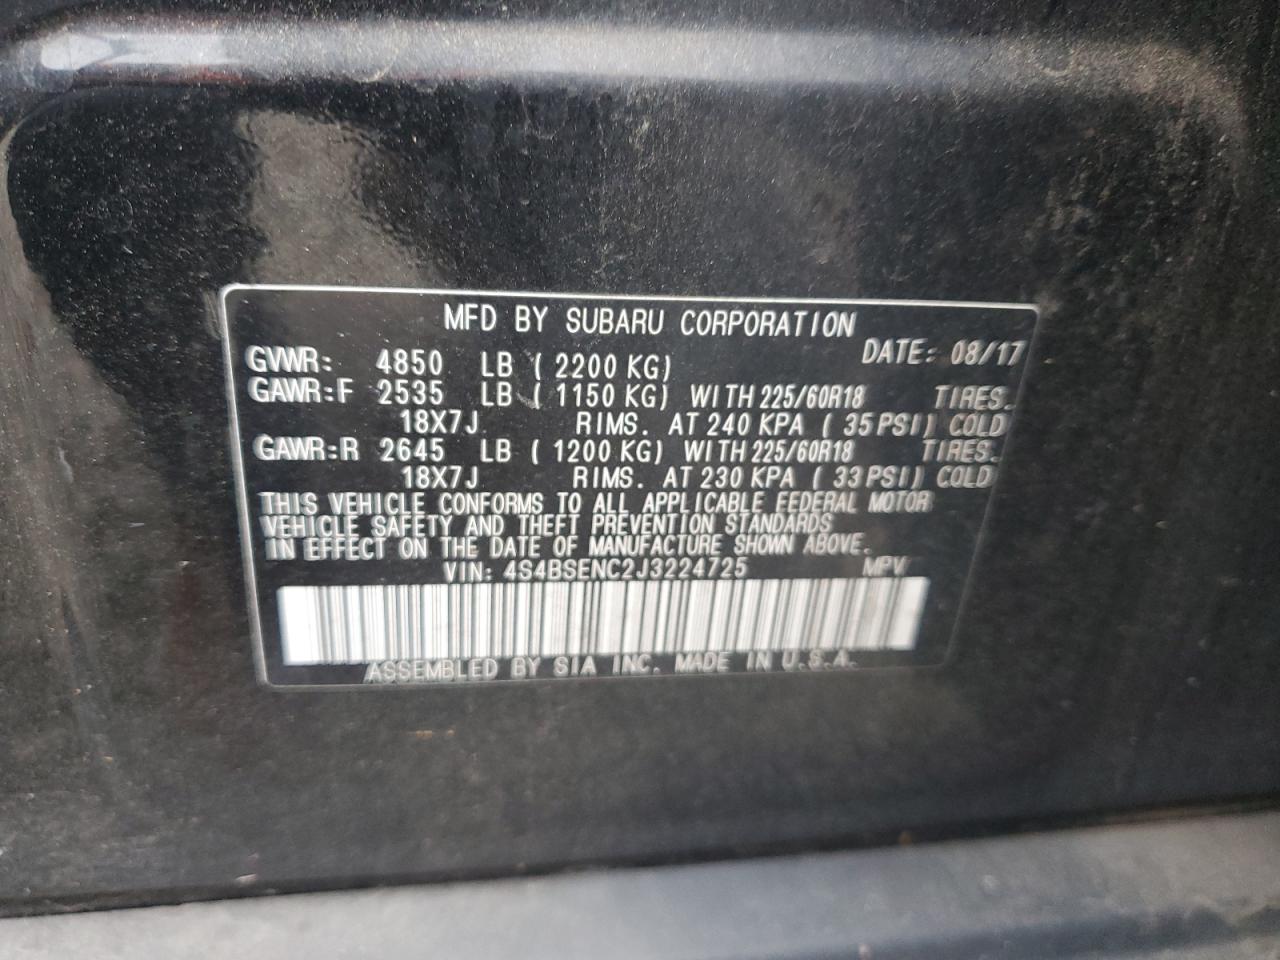 MFD BY SUBARU CORPORATION
DATE: 08/17
GVWR: 4850 LB ( 2200 KG)
GAWR:F 2535 LB ( 1150 KG) WITH 225/60R18 TIRES.
18X7J RIMS. AT 240 KPA ( 35 PSI) COLD
GAWR:R 2645 LB ( 1200 KG) WITH 225/60R18 TIRES.
18X7J RIMS. AT 230 KPA ( 33 PSI) COLD
THIS VEHICLE CONFORMS TO ALL APPLICABLE FEDERAL MOTOR
VEHICLE SAFETY AND THEFT PREVENTION STANDARDS
IN EFFECT ON THE DATE OF MANUFACTURE SHOWN ABOVE.
VIN: 4S4BSENC2J3224725 MPV
ASSEMBLED BY SIA INC. MADE IN U.S.A.